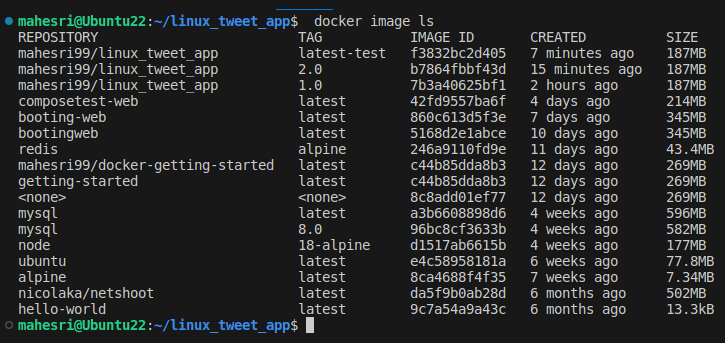 mahesri@Ubuntu22:~/linux_tweet_app$ docker image ls
REPOSITORY TAG IMAGE ID CREATED SIZE
mahesri99/linux_tweet_app latest-test f3832bc2d405 7 minutes ago 187MB
mahesri99/linux_tweet_app 2.0 b7864fbbf43d 15 minutes ago 187MB
mahesri99/linux_tweet_app 1.0 7b3a40625bf1 2 hours ago 187MB
composetest-web latest 42fd9557ba6f 4 days ago 214MB
booting-web latest 860c613d5f3e 7 days ago 345MB
bootingweb latest 5168d2e1abce 10 days ago 345MB
redis alpine 246a9110fd9e 11 days ago 43.4MB
mahesri99/docker-getting-started latest c44b85dda8b3 12 days ago 269MB
getting-started latest c44b85dda8b3 12 days ago 269MB
<none> <none> 8c8add01ef77 12 days ago 269MB
mysql latest a3b6608898d6 4 weeks ago 596MB
mysql 8.0 96bc8cf3633b 4 weeks ago 582MB
node 18-alpine d1517ab6615b 4 weeks ago 177MB
ubuntu latest e4c58958181a 6 weeks ago 77.8MB
alpine latest 8ca4688f4f35 7 weeks ago 7.34MB
nicolaka/netshoot latest da5f9b0ab28d 6 months ago 502MB
hello-world latest 9c7a54a9a43c 6 months ago 13.3kB
mahesri@Ubuntu22:~/linux_tweet_app$